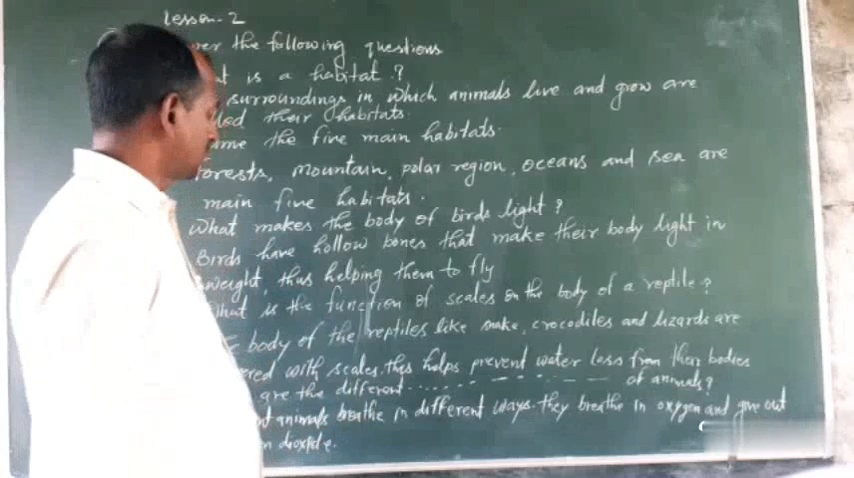 Lesson-2
the following questions
is a habitat?
surroundings in which animals live and grow are
their habitats.
the five main habitats.
forests, mountain, polar region, oceans and sea are
main five habitats.
What makes the body of birds light?
Birds have hollow bones that make their body light in
weight, thus helping them to fly
What is the function of scales on the body of a reptile?
body of the reptiles like snake, crocodiles and lizards are
with scales. this helps prevent water loss from their bodies
are the different .............. of animals?
animals breathe in different ways. they breathe in oxygen and give out
dioxide.